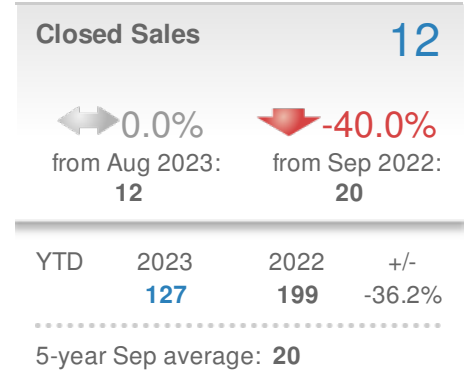 Closed Sales 12
0.0% -40.0%
from Aug 2023: from Sep 2022:
12 20
YTD 2023 2022 +/-
127 199 -36.2%
5-year Sep average: 20